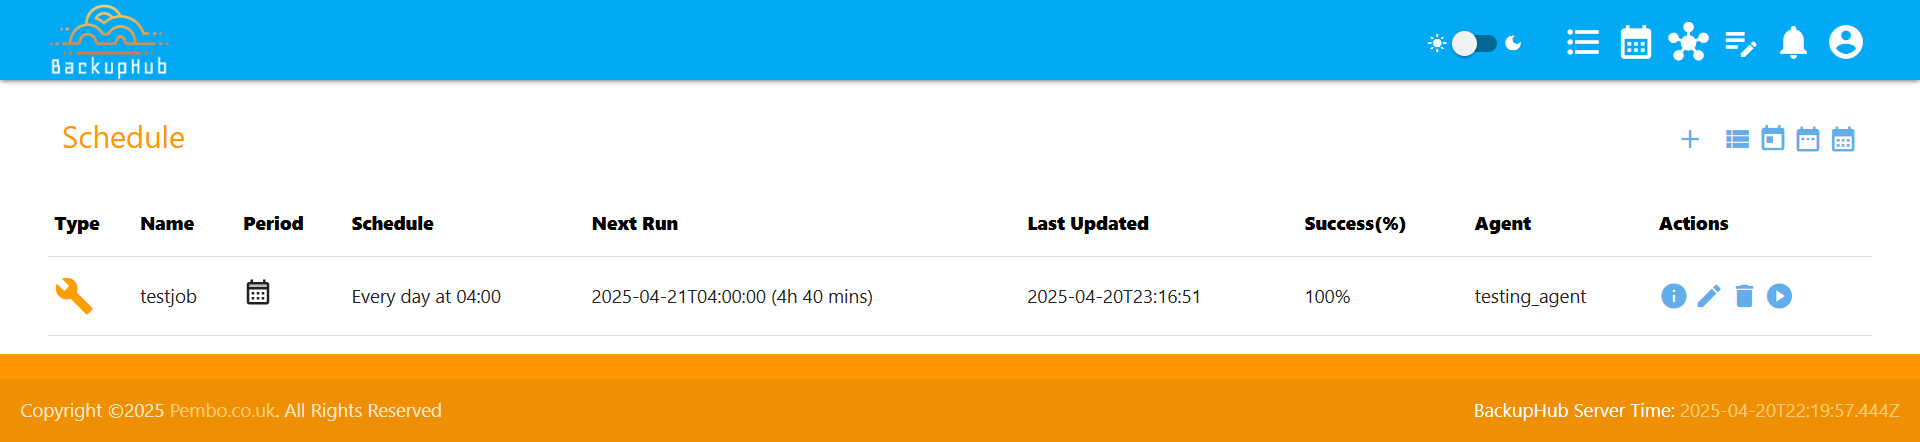 BackupHub
Schedule
Type Name Period Schedule Next Run Last Updated Success(%) Agent Actions
testjob Every day at 04:00 2025-04-21T04:00:00 (4h 40 mins) 2025-04-20T23:16:51 100% testing_agent
Copyright ©2025 Pembo.co.uk. All Rights Reserved BackupHub Server Time: 2025-04-20T22:19:57.444Z